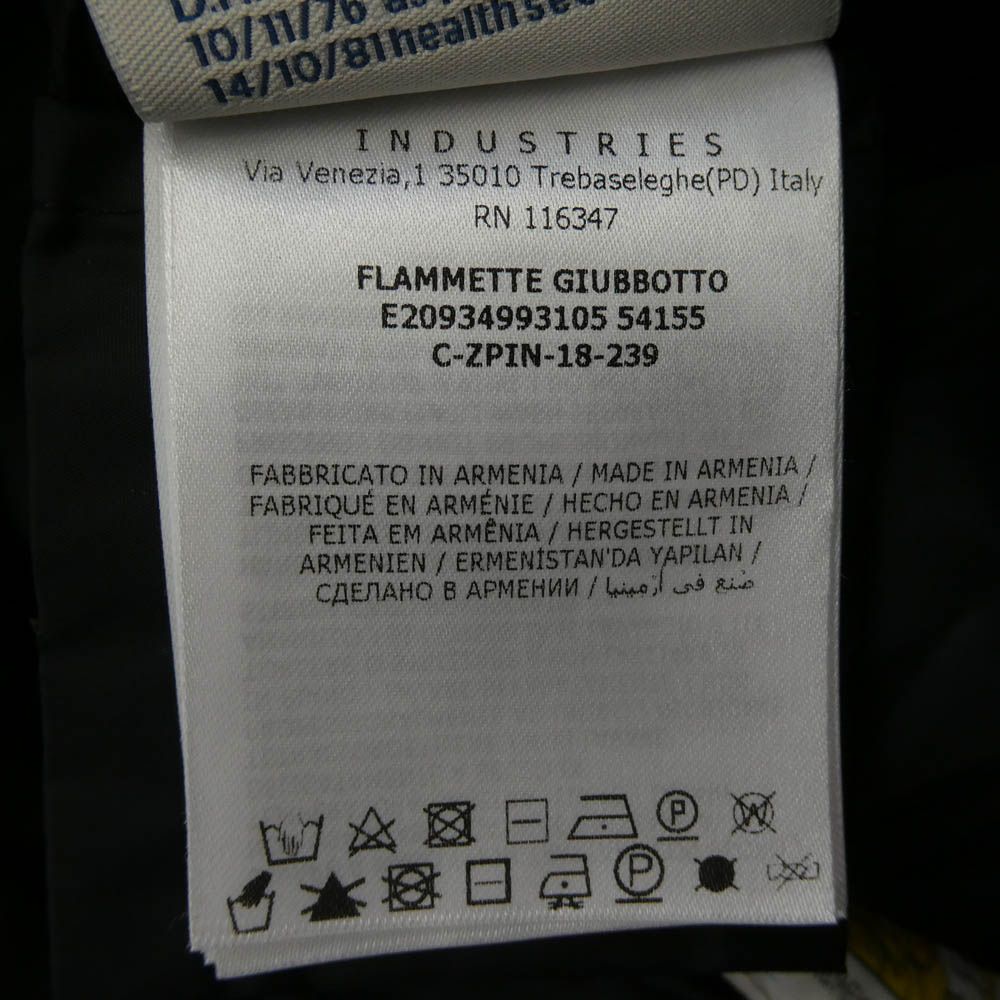 10/11/76
14/10/81 health
INDUSTRIES
Via Venezia,1 35010 Trebaseleghe(PD) Italy
RN 116347
FLAMMETTE GIUBBOTTO
E20934993105 54155
C-ZPIN-18-239
FABBRICATO IN ARMENIA / MADE IN ARMENIA /
FABRIQUÉ EN ARMÉNIE / HECHO EN ARMENIA /
FEITA EM ARMÊNIA / HERGESTELLT IN
ARMENIEN / ERMENİSTAN'DA YAPILAN /
СДЕЛАНО В АРМЕНИИ / صنع في أرمينيا
P W
P